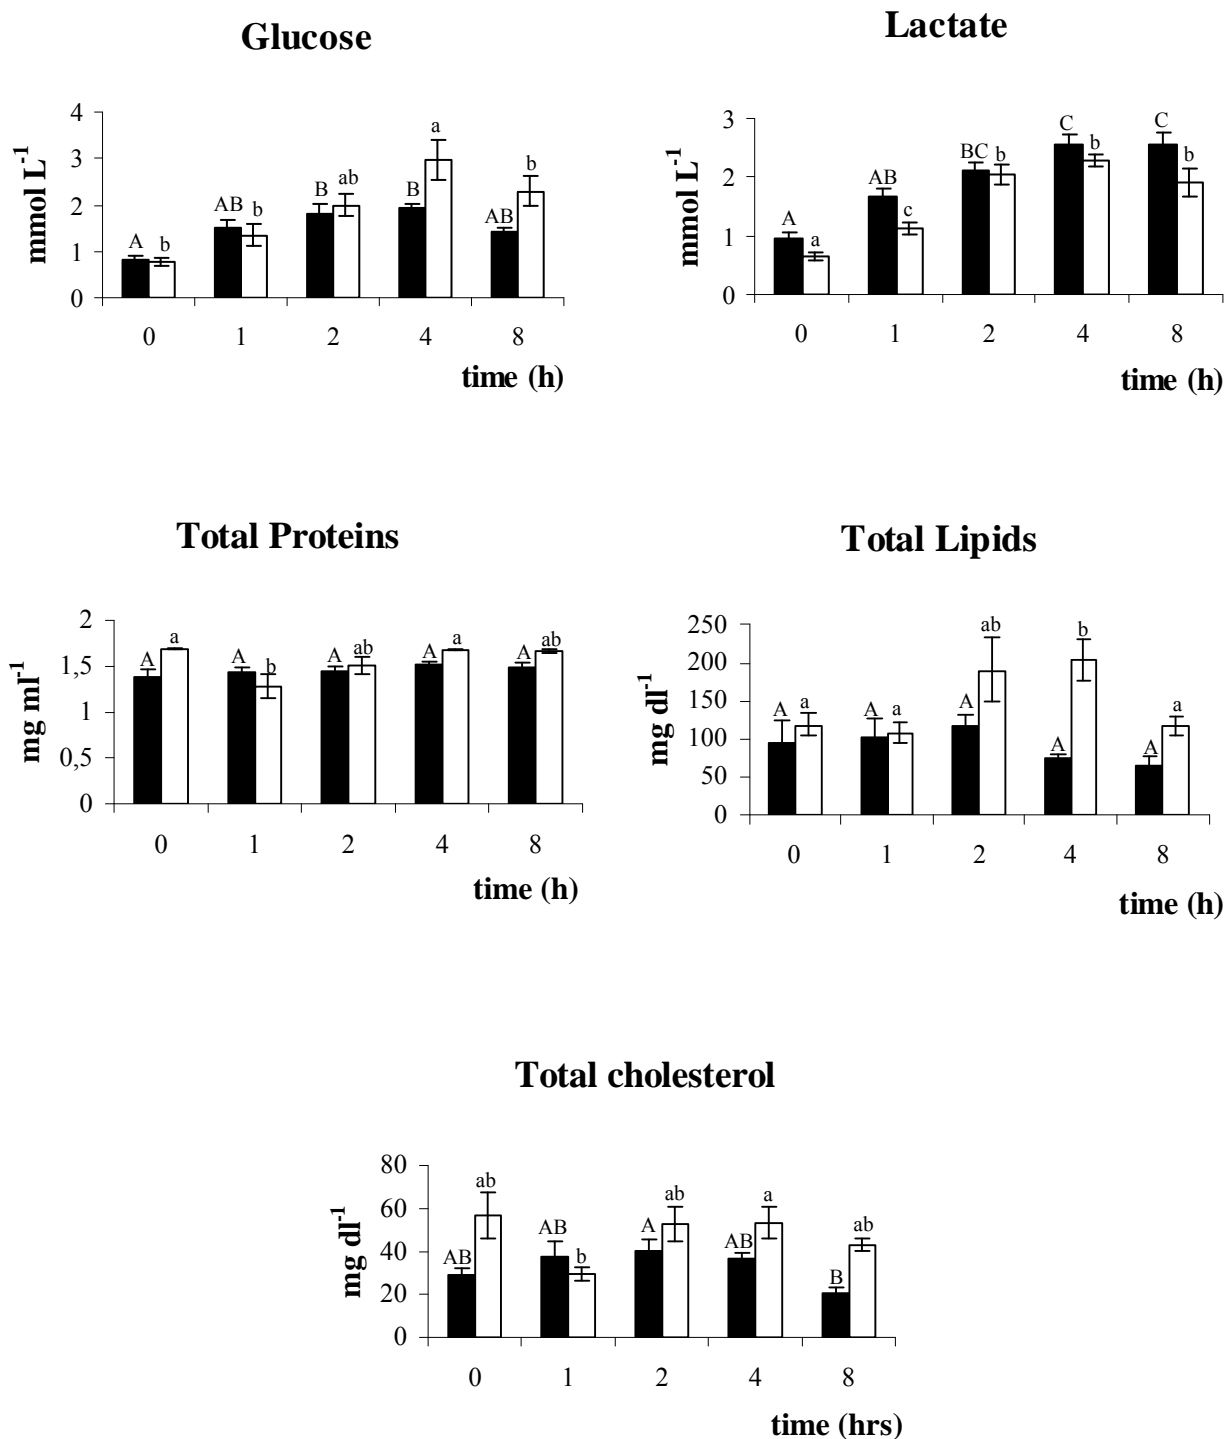 Glucose
mmol L-1
4
3
2
1
0
A b
AB b
B ab
B a
AB b
0 1 2 4 8
time (h)
Lactate
mmol L-1
3
2
1
0
A a
AB c
BC b
C b
C b
0 1 2 4 8
time (h)
Total Proteins
mg ml-1
2
1,5
1
0,5
0
A a
A b
A ab
A a
A ab
0 1 2 4 8
time (h)
Total Lipids
mg dl-1
250
200
150
100
50
0
A a
A a
A ab
A b
A a
0 1 2 4 8
time (h)
Total cholesterol
mg dl-1
80
60
40
20
0
AB ab
AB b
A ab
AB a
B ab
0 1 2 4 8
time (hrs)